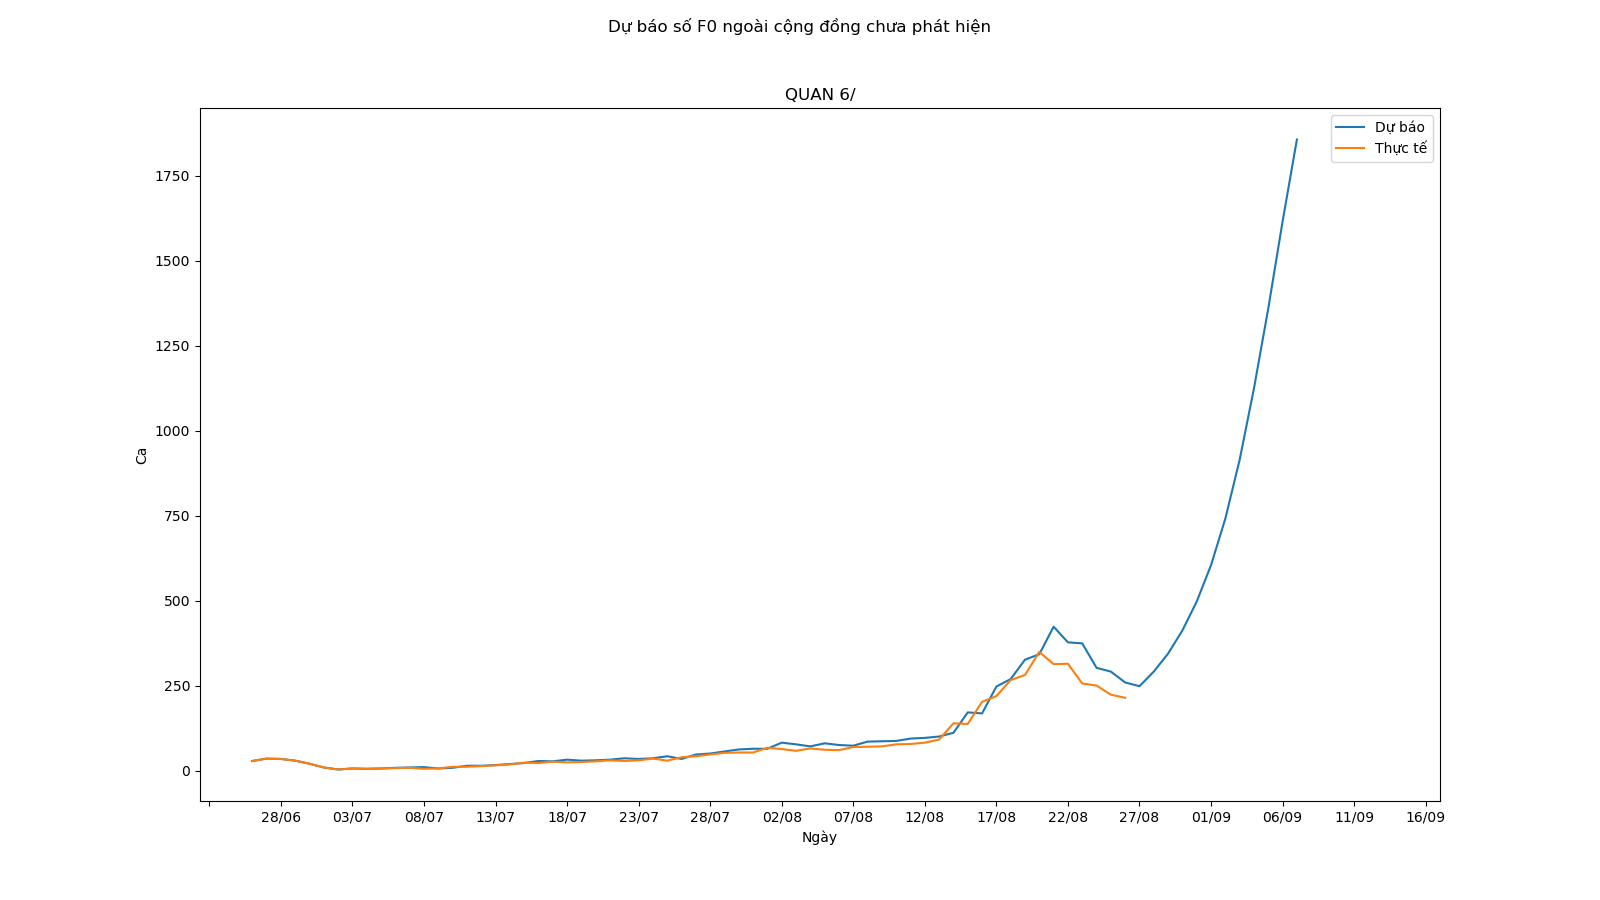 Dự báo số F0 ngoài cộng đồng chưa phát hiện
QUAN 6/
Dự báo
Thực tế
1750
1500
1250
1000
750
500
250
0
Ca
28/06 03/07 08/07 13/07 18/07 23/07 28/07 02/08 07/08 12/08 17/08 22/08 27/08 01/09 06/09 11/09 16/09
Ngày